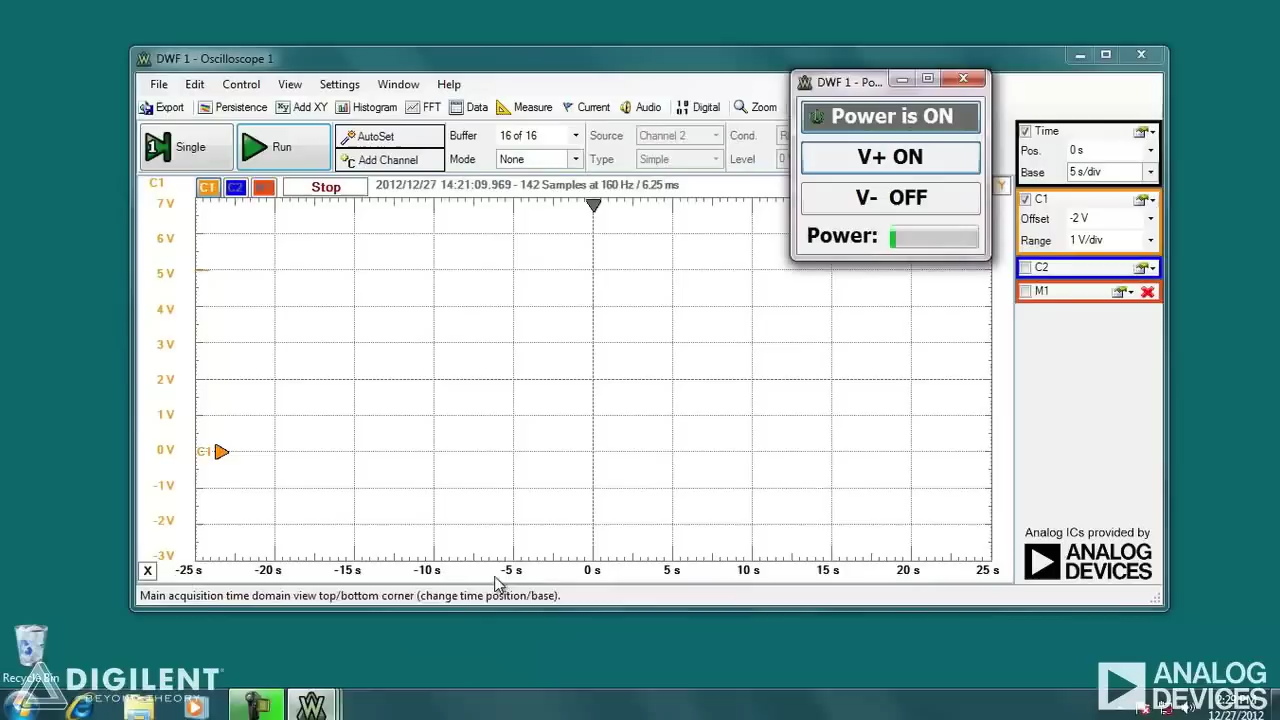 DWF 1 - Oscilloscope 1
File Edit Control View Settings Window Help
Export Persistence Add XY Histogram FFT Data Measure Current Audio Digital Zoom
Single Run AutoSet Buffer 16 of 16 Source Channel 2 Cond.
Add Channel Mode None Type Simple Level
DWF 1 - Po...
Power is ON
V+ ON
V- OFF
Power:
C1 C1 C2 Stop 2012/12/27 14:21:09.969 - 142 Samples at 160 Hz / 6.25 ms Y
7 V
6 V
5 V
4 V
3 V
2 V
1 V
0 V
-1 V
-2 V
-3 V
C1
X -25 s -20 s -15 s -10 s -5 s 0 s 5 s 10 s 15 s 20 s 25 s
Main acquisition time domain view top/bottom corner (change time position/base).
Time
Pos. 0 s
Base 5 s/div
C1
Offset -2 V
Range 1 V/div
C2
M1
Analog ICs provided by
ANALOG
DEVICES
Recycle Bin
DIGILENT
BEYOND THEORY
ANALOG
DEVICES
12/27/2012